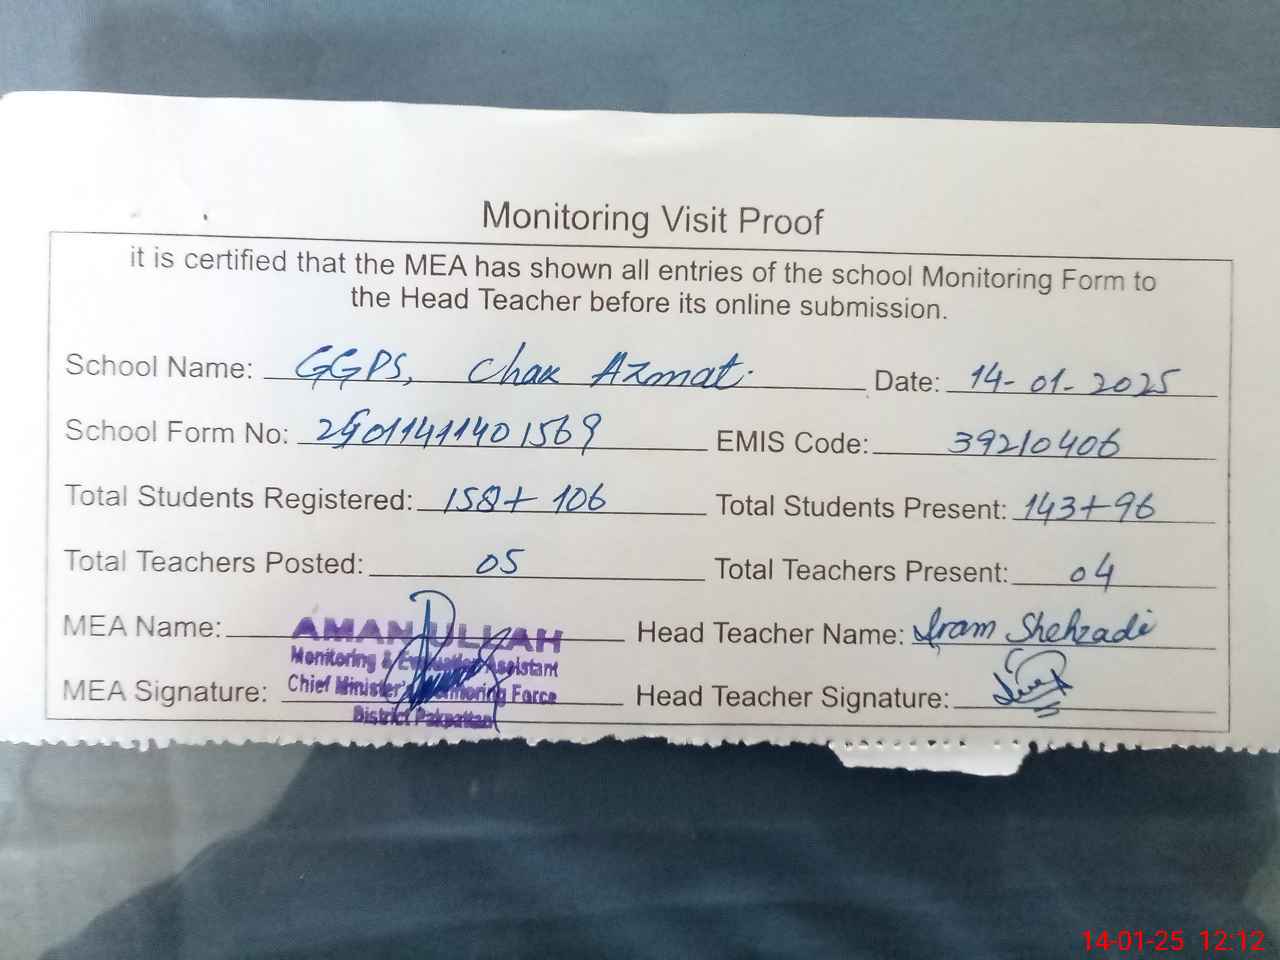 Monitoring Visit Proof
it is certified that the MEA has shown all entries of the school Monitoring Form to
the Head Teacher before its online submission.
School Name: GGPS, Chak Azmat. Date: 14-01-2025
School Form No: EMIS Code: 39210406
Total Students Registered: 158+106 Total Students Present: 143+96
Total Teachers Posted: 05 Total Teachers Present: 04
MEA Name: AMAN ULLAH Head Teacher Name: Iram Shehzadi
Monitoring & Evaluation Assistant
MEA Signature: Chief Minister's Monitoring Force Head Teacher Signature:
District Pakpattan
14-01-25 12:12